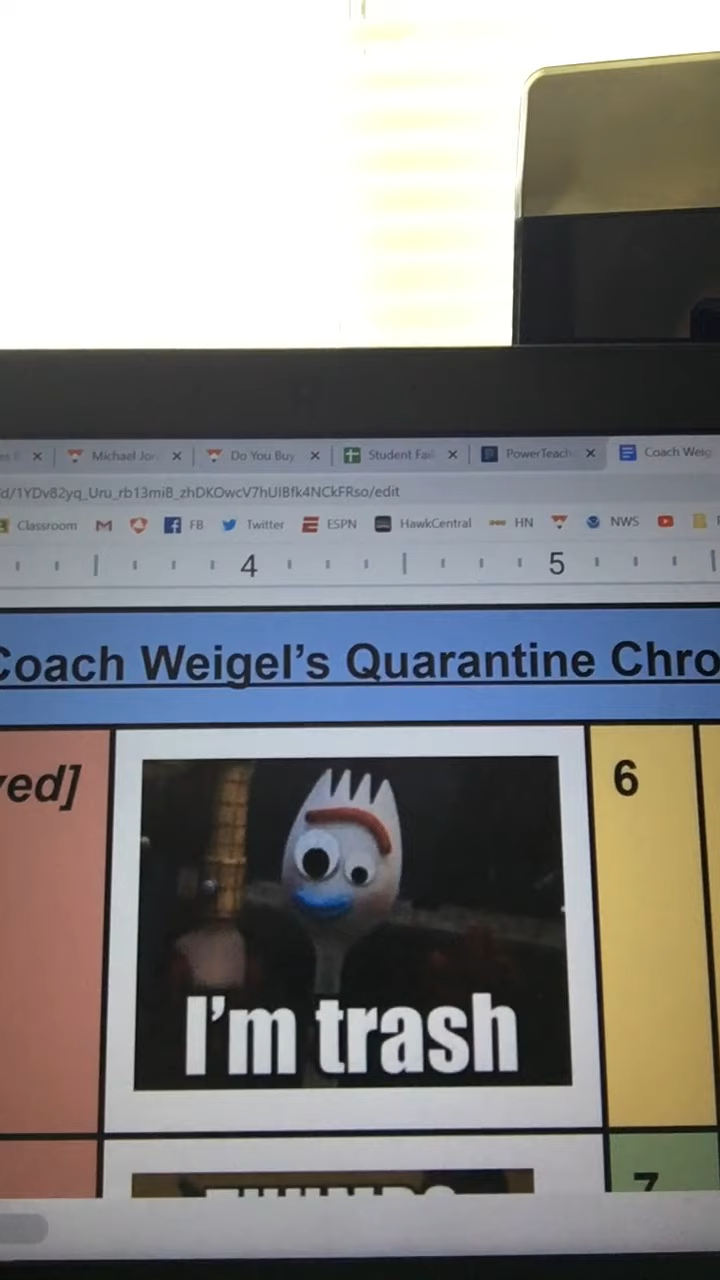 Michael Jor
Do You Buy
Student Fail
PowerTeach
Coach Weig
d/1YDv82yq_Uru_rb13miB_zhDKOwcV7hUIBfk4NCkFRso/edit
Classroom FB Twitter ESPN HawkCentral HN NWS
4 5
Coach Weigel's Quarantine Chro
ved]
6
I'm trash
7